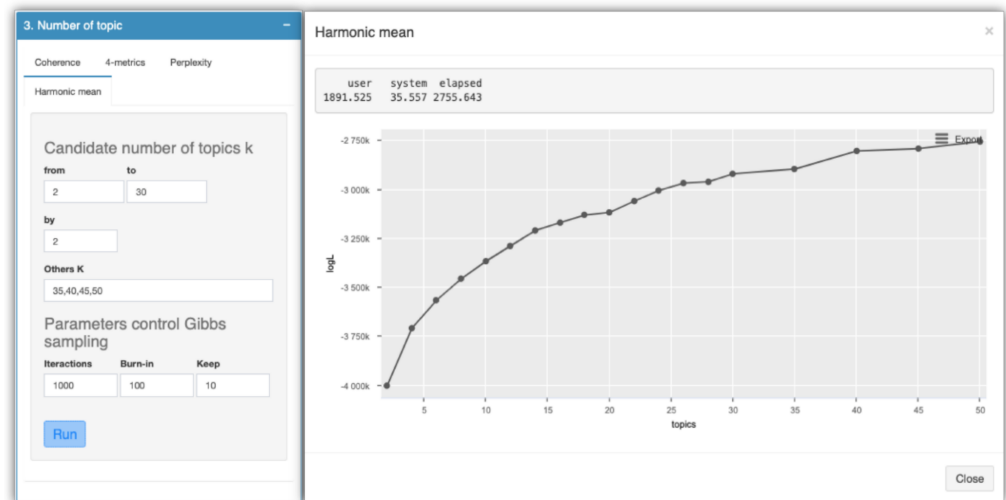 3. Number of topic
Coherence 4-metrics Perplexity
Harmonic mean
Candidate number of topics k
from to
2 30
by
2
Others K
35,40,45,50
Parameters control Gibbs
sampling
Iteractions Burn-in Keep
1000 100 10
Run
Harmonic mean
×
user system elapsed
1891.525 35.557 2755.643
Export
-2 750k
-3 000k
-3 250k
-3 500k
-3 750k
-4 000k
logL
5 10 15 20 25 30 35 40 45 50
topics
Close